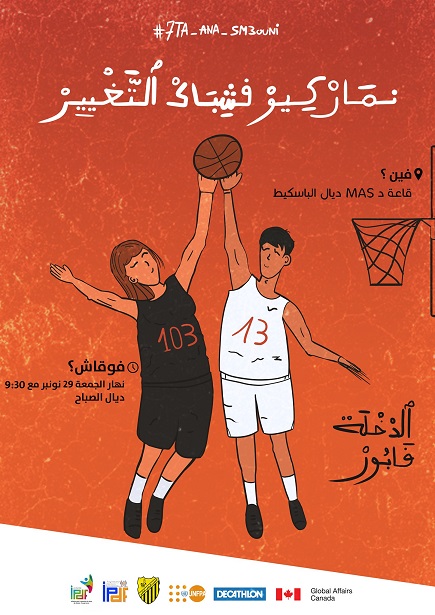 #7TA_ANA_SM3OUNI
نماركيو فشباك التغيير
فين ؟
قاعة د MAS ديال الباسكيط
103
13
فوقاش؟
نهار الجمعة 29 نونبر مع 9:30
ديال الصباح
الدخلة
فابور
UNFPA
DECATHLON
Global Affairs
Canada